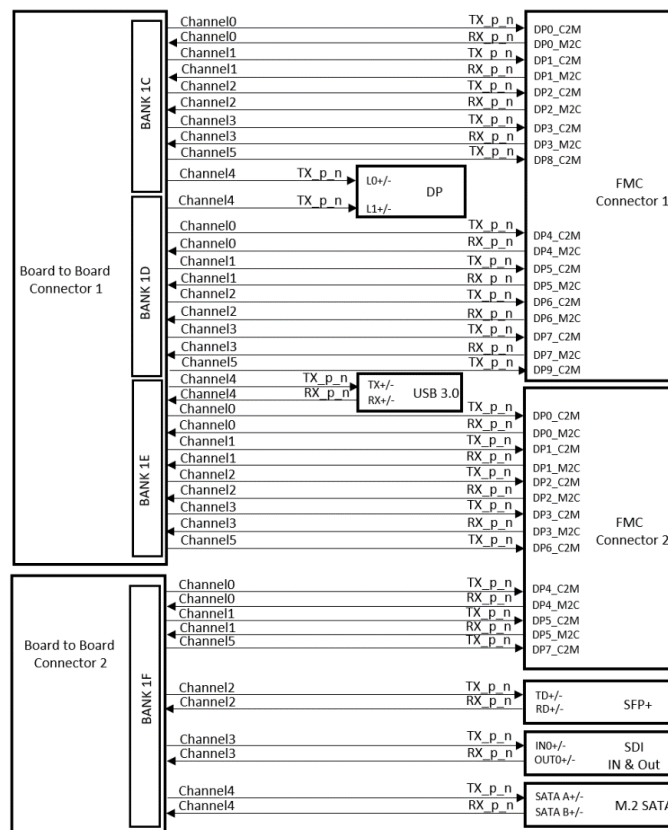 Channel0 TX_p_n DP0_C2M
Channel0 RX_p_n DP0_M2C
Channel1 TX_p_n DP1_C2M
Channel1 RX_p_n DP1_M2C
Channel2 TX_p_n DP2_C2M
Channel2 RX_p_n DP2_M2C
Channel3 TX_p_n DP3_C2M
Channel3 RX_p_n DP3_M2C
Channel5 TX_p_n DP8_C2M
BANK 1C
FMC
Connector 1
Channel4 TX_p_n L0+/-
DP
Channel4 TX_p_n L1+/-
Channel0 TX_p_n DP4_C2M
Channel0 RX_p_n DP4_M2C
Channel1 TX_p_n DP5_C2M
Channel1 RX_p_n DP5_M2C
Channel2 TX_p_n DP6_C2M
Channel2 RX_p_n DP6_M2C
Channel3 TX_p_n DP7_C2M
Channel3 RX_p_n DP7_M2C
Channel5 TX_p_n DP9_C2M
BANK 1D
Board to Board
Connector 1
Channel4 TX_p_n TX+/-
Channel4 RX_p_n RX+/-
USB 3.0
Channel0 TX_p_n DP0_C2M
Channel0 RX_p_n DP0_M2C
Channel1 TX_p_n DP1_C2M
Channel1 RX_p_n DP1_M2C
Channel2 TX_p_n DP2_C2M
Channel2 RX_p_n DP2_M2C
Channel3 TX_p_n DP3_C2M
Channel3 RX_p_n DP3_M2C
Channel5 TX_p_n DP6_C2M
BANK 1E
FMC
Connector 2
Channel0 TX_p_n DP4_C2M
Channel0 RX_p_n DP4_M2C
Channel1 TX_p_n DP5_C2M
Channel1 RX_p_n DP5_M2C
Channel5 TX_p_n DP7_C2M
Board to Board
Connector 2
BANK 1F
Channel2 TX_p_n TD+/-
Channel2 RX_p_n RD+/-
SFP+
Channel3 TX_p_n IN0+/-
Channel3 RX_p_n OUT0+/-
SDI
IN & Out
Channel4 TX_p_n SATA A+/-
Channel4 RX_p_n SATA B+/-
M.2 SATA